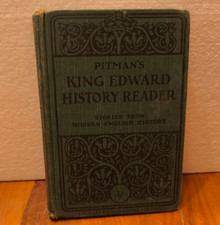 PITMAN'S
KING EDWARD
HISTORY READER
STORIES FROM
MODERN ENGLISH HISTORY
V